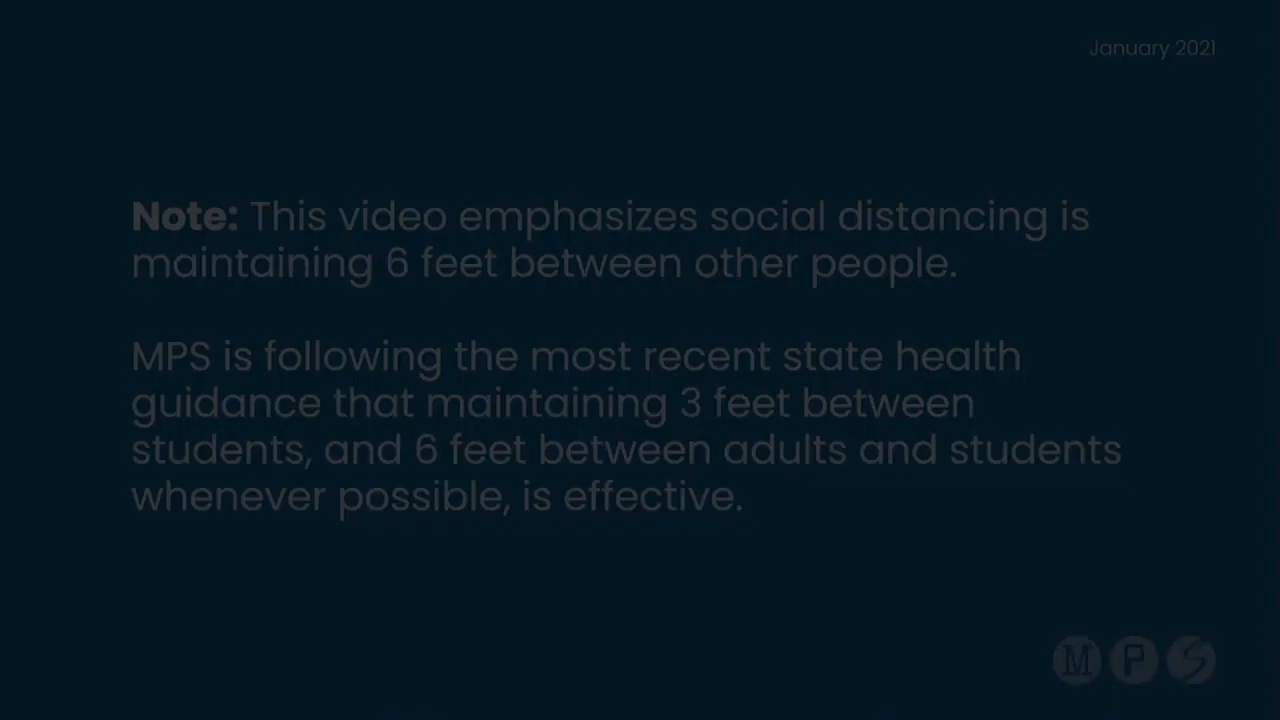 January 2021
Note: This video emphasizes social distancing is
maintaining 6 feet between other people.
MPS is following the most recent state health
guidance that maintaining 3 feet between
students, and 6 feet between adults and students
whenever possible, is effective.
M P S